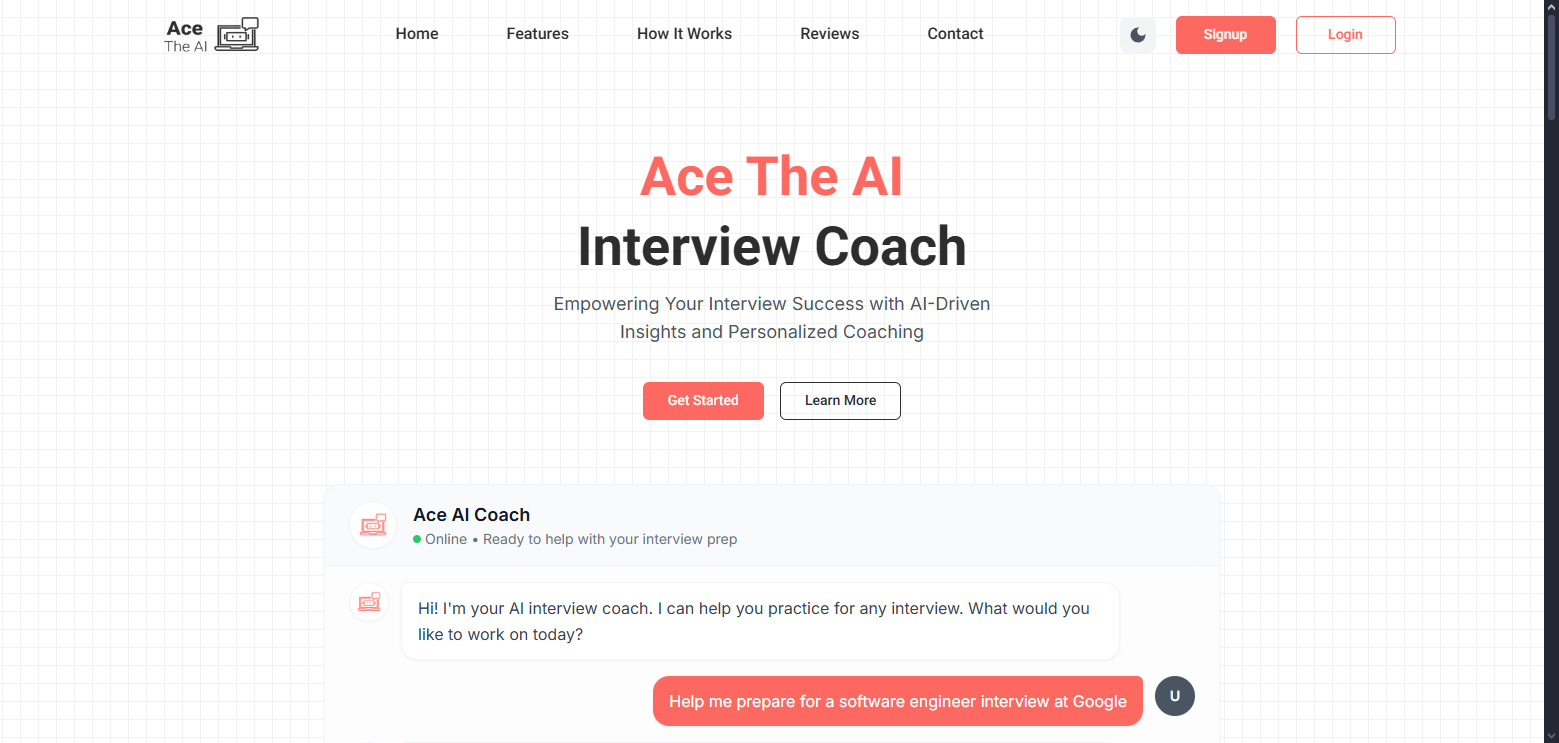 Ace
The AI
Home
Features
How It Works
Reviews
Contact
Signup
Login
Ace The AI
Interview Coach
Empowering Your Interview Success with AI-Driven
Insights and Personalized Coaching
Get Started
Learn More
Ace AI Coach
Online • Ready to help with your interview prep
Hi! I'm your AI interview coach. I can help you practice for any interview. What would you
like to work on today?
Help me prepare for a software engineer interview at Google
U